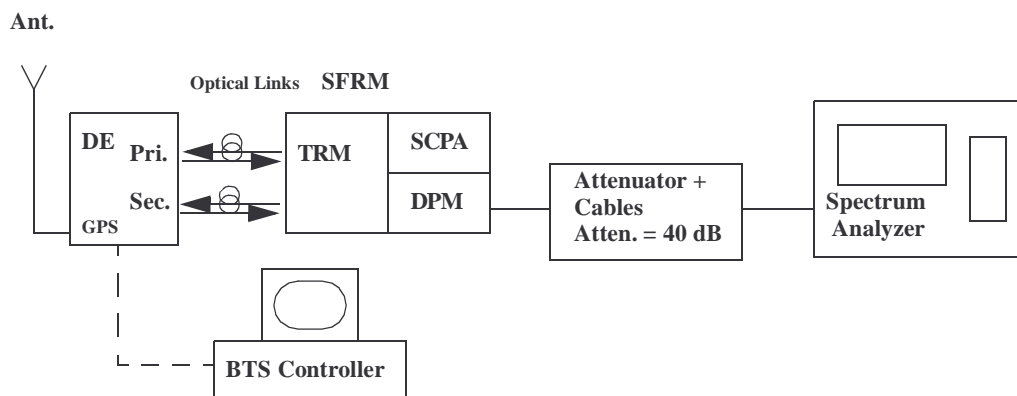 Ant.
Optical Links SFRM
DE
Pri.
TRM
SCPA
Sec.
DPM
GPS
Attenuator +
Cables
Atten. = 40 dB
Spectrum
Analyzer
BTS Controller